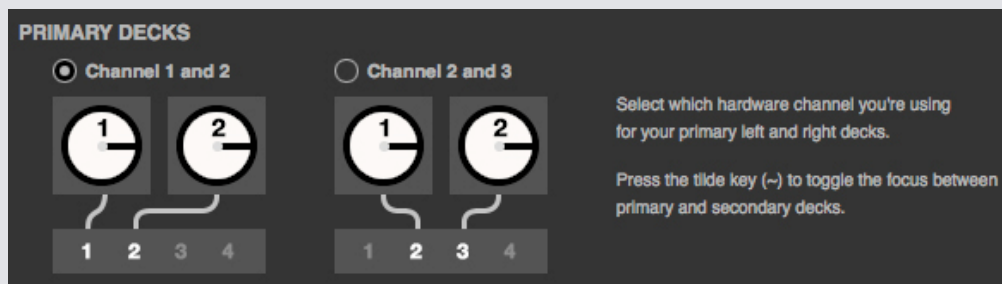 PRIMARY DECKS
Channel 1 and 2
Channel 2 and 3
1 2
1 2
1 2 3 4
1 2 3 4
Select which hardware channel you're using
for your primary left and right decks.
Press the tilde key (~) to toggle the focus between
primary and secondary decks.